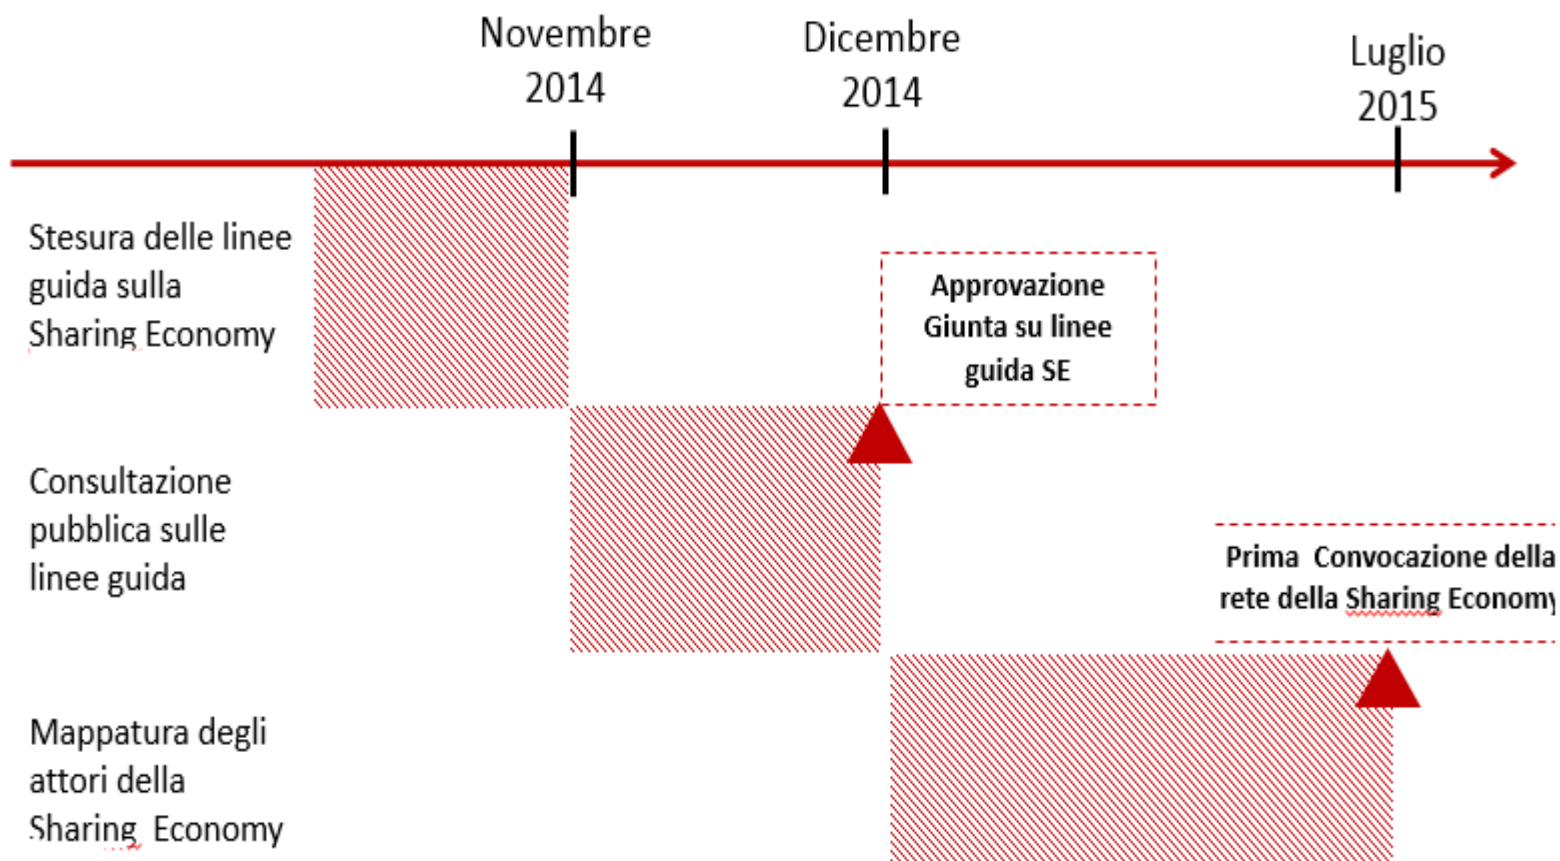 Novembre
2014
Dicembre
2014
Luglio
2015
Stesura delle linee
guida sulla
Sharing Economy
Approvazione
Giunta su linee
guida SE
Consultazione
pubblica sulle
linee guida
Prima Convocazione della
rete della Sharing Economy
Mappatura degli
attori della
Sharing Economy